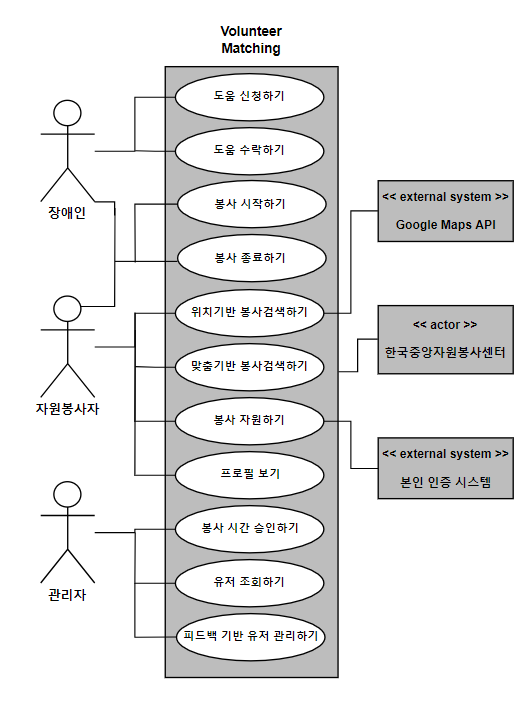 Volunteer
Matching
도움 신청하기
도움 수락하기
봉사 시작하기
봉사 종료하기
위치기반 봉사검색하기
맞춤기반 봉사검색하기
봉사 자원하기
프로필 보기
봉사 시간 승인하기
유저 조회하기
피드백 기반 유저 관리하기
장애인
자원봉사자
관리자
<< external system >>
Google Maps API
<< actor >>
한국중앙자원봉사센터
<< external system >>
본인 인증 시스템